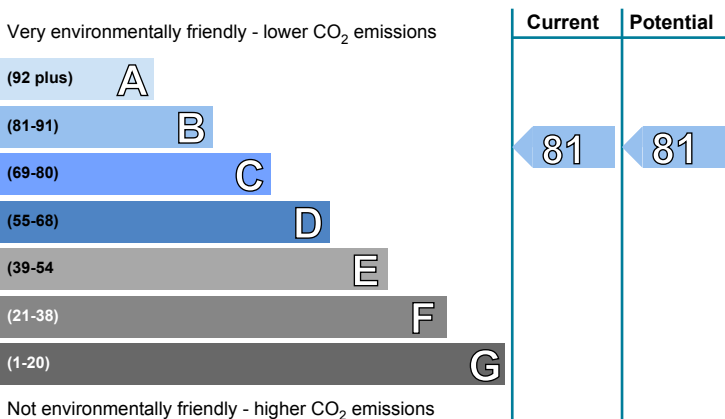 Current Potential
Very environmentally friendly - lower CO2 emissions
(92 plus) A
(81-91) B
81 81
(69-80) C
(55-68) D
(39-54 E
(21-38) F
(1-20) G
Not environmentally friendly - higher CO2 emissions